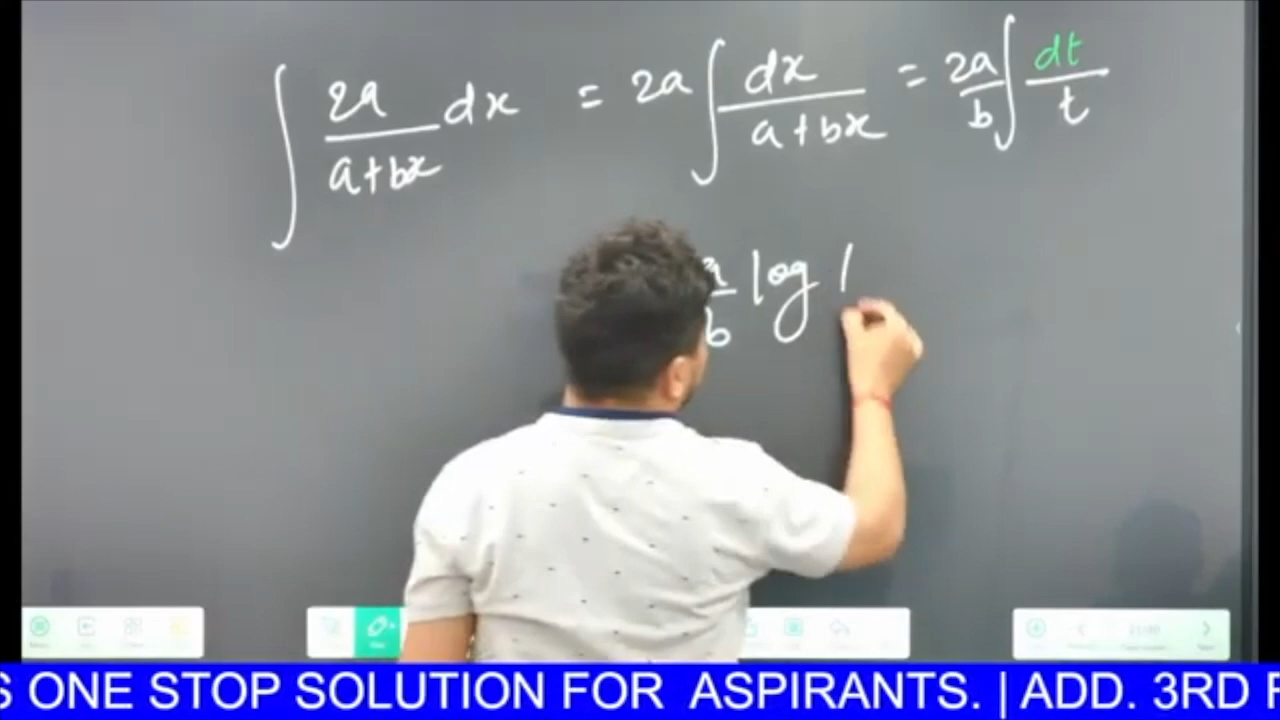 ∫ 2a/(a+bx) dx = 2a ∫ dx/(a+bx) = 2a/b ∫ dt/t
a/b log |
S ONE STOP SOLUTION FOR ASPIRANTS. | ADD. 3RD F